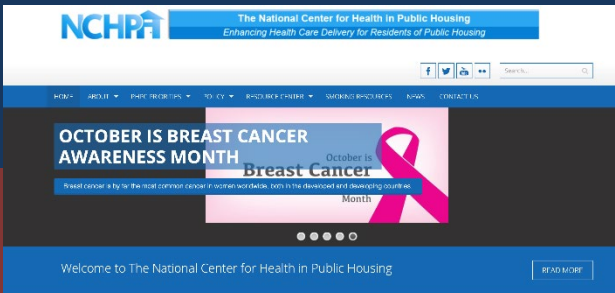 NCHPH
The National Center for Health in Public Housing
Enhancing Health Care Delivery for Residents of Public Housing
Search...
HOME ABOUT PHPC PRIORITIES POLICY RESOURCE CENTER SMOKING RESOURCES NEWS CONTACT US
OCTOBER IS BREAST CANCER
AWARENESS MONTH
October is
Breast Cancer
Breast cancer is by far the most common cancer in women worldwide, both in the developed and developing countries.
Month
Welcome to The National Center for Health in Public Housing
READ MORE